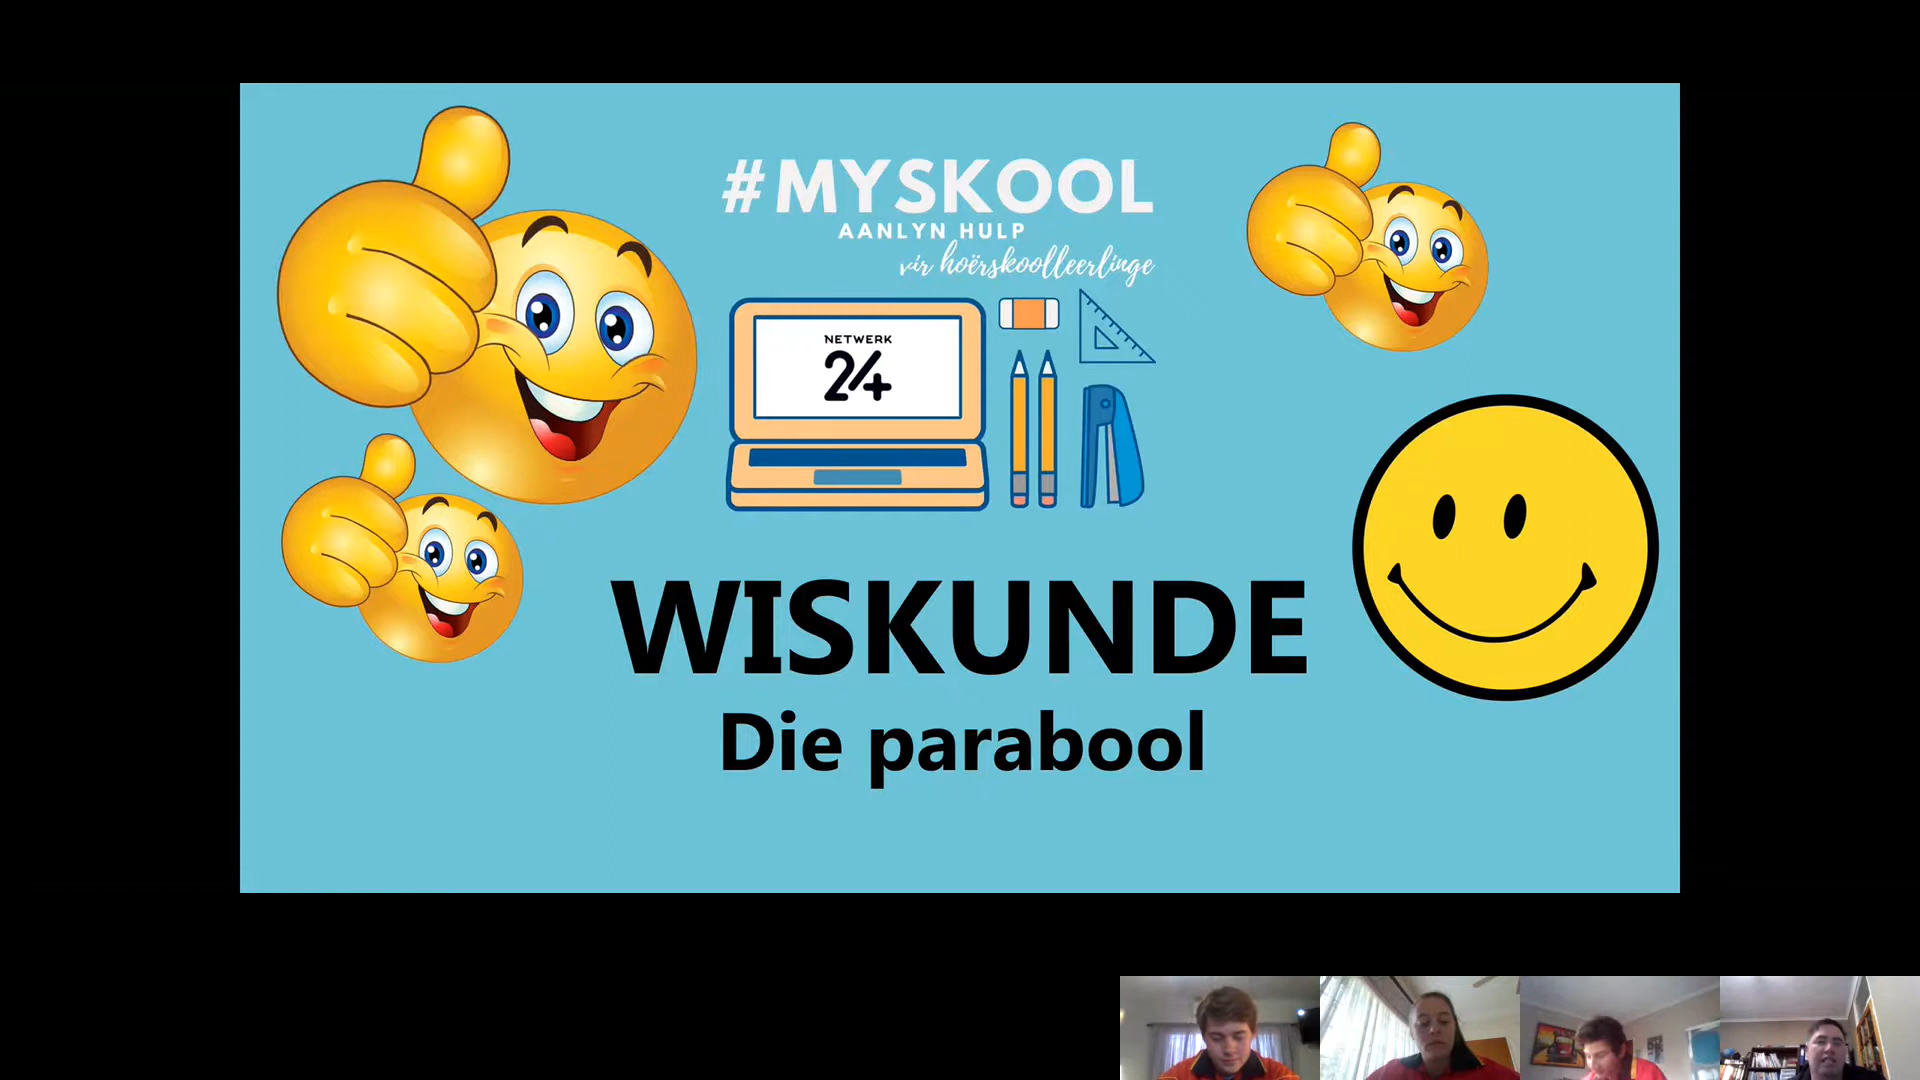 #MYSKOOL
AANLYN HULP
vir hoërskoolleerlinge
NETWERK
24
WISKUNDE
Die parabool